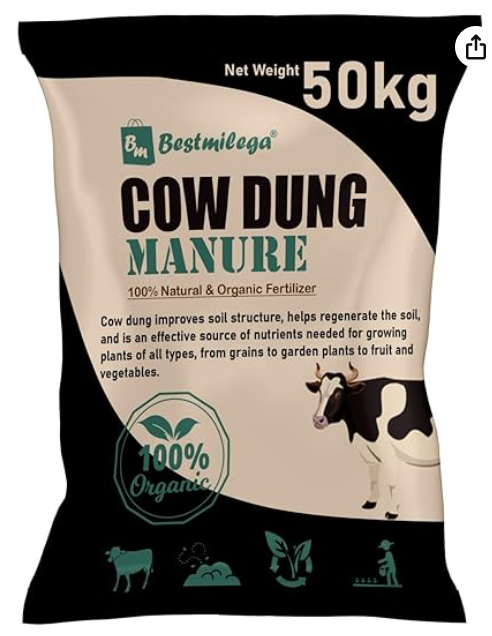 Net Weight 50kg
Bm Bestmilega®
COW DUNG
MANURE
100% Natural & Organic Fertilizer
Cow dung improves soil structure, helps regenerate the soil,
and is an effective source of nutrients needed for growing
plants of all types, from grains to garden plants to fruit and
vegetables.
100%
Organic